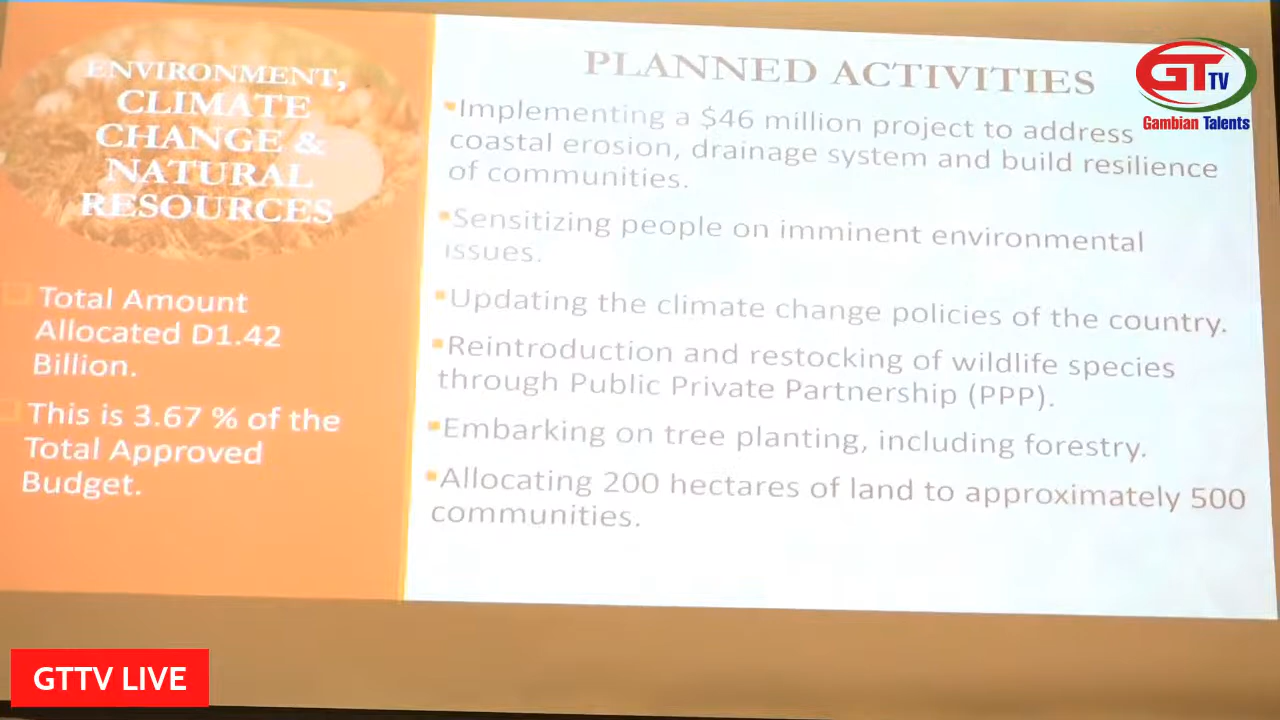 ENVIRONMENT,
CLIMATE
CHANGE &
NATURAL
RESOURCES
Total Amount
Allocated D1.42
Billion.
This is 3.67 % of the
Total Approved
Budget.
PLANNED ACTIVITIES
Implementing a $46 million project to address
coastal erosion, drainage system and build resilience
of communities.
Sensitizing people on imminent environmental
issues.
Updating the climate change policies of the country.
Reintroduction and restocking of wildlife species
through Public Private Partnership (PPP).
Embarking on tree planting, including forestry.
Allocating 200 hectares of land to approximately 500
communities.
GT TV
Gambian Talents
GTTV LIVE